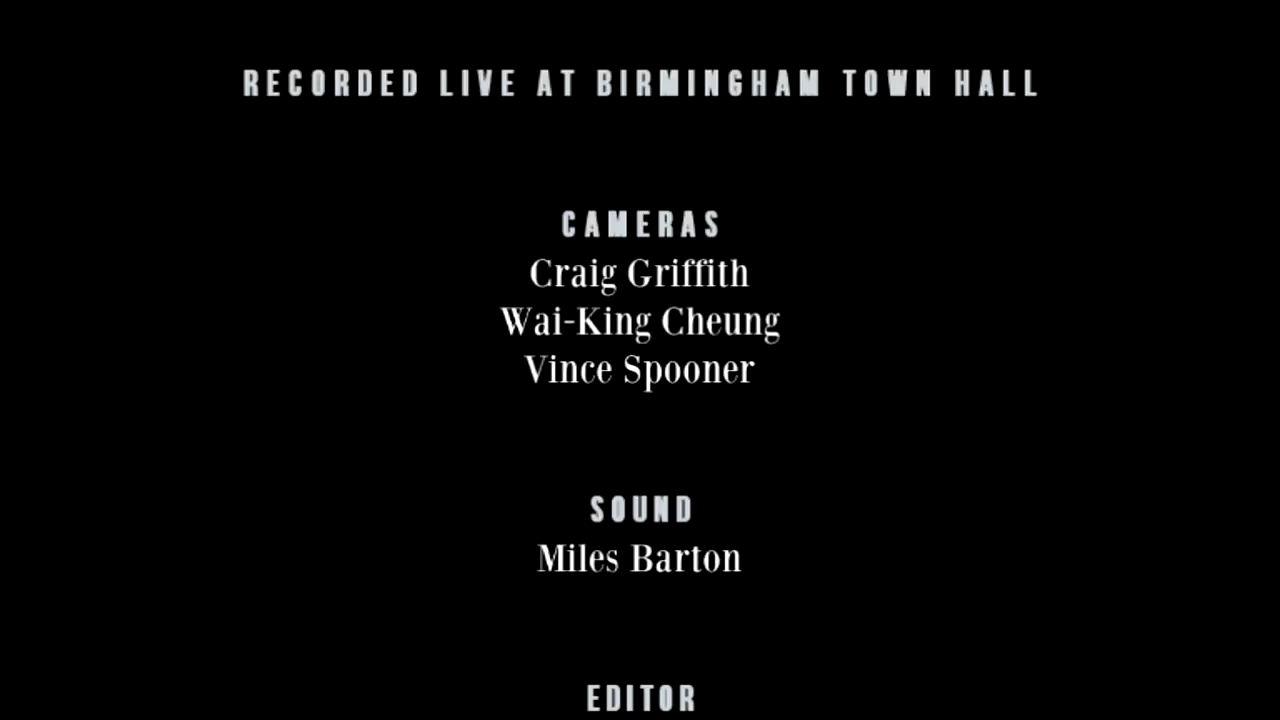 RECORDED LIVE AT BIRMINGHAM TOWN HALL
CAMERAS
Craig Griffith
Wai-King Cheung
Vince Spooner
SOUND
Miles Barton
EDITOR